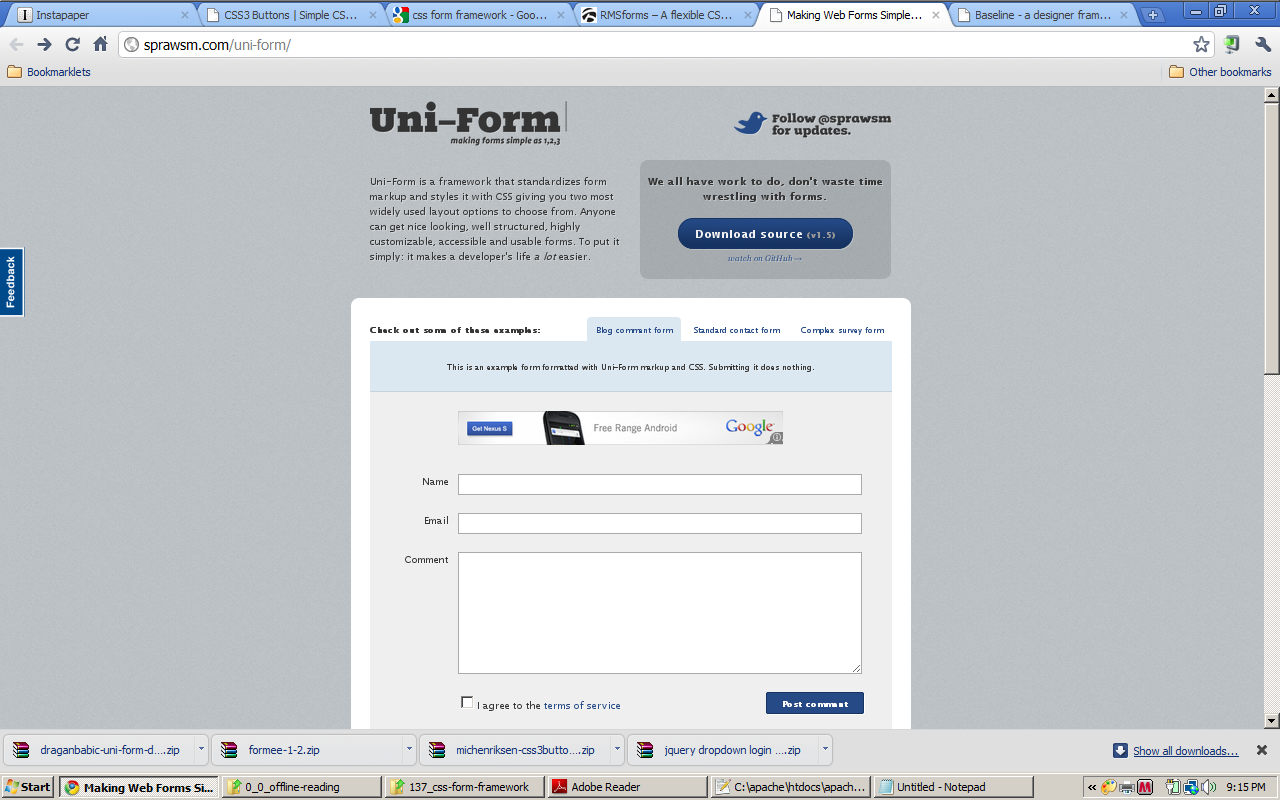 Instapaper
CSS3 Buttons | Simple CS...
css form framework - Goo...
RMSforms – A flexible CS...
Making Web Forms Simple...
Baseline - a designer fram...
sprawsm.com/uni-form/
Bookmarklets
Other bookmarks
Uni-Form
making forms simple as 1,2,3
Follow @sprawsm
for updates.
Uni-Form is a framework that standardizes form
markup and styles it with CSS giving you two most
widely used layout options to choose from. Anyone
can get nice looking, well structured, highly
customizable, accessible and usable forms. To put it
simply: it makes a developer's life a lot easier.
We all have work to do, don't waste time
wrestling with forms.
Download source (v1.5)
watch on GitHub →
Feedback
Check out some of these examples:
Blog comment form
Standard contact form
Complex survey form
This is an example form formatted with Uni-Form markup and CSS. Submitting it does nothing.
Get Nexus S
Free Range Android
Google
Name
Email
Comment
I agree to the terms of service
Post comment
draganbabic-uni-form-d....zip
formee-1-2.zip
michenriksen-css3butto....zip
jquery dropdown login ....zip
Show all downloads...
Start
Making Web Forms Si...
0_0_offline-reading
137_css-form-framework
Adobe Reader
C:\apache\htdocs\apach...
Untitled - Notepad
9:15 PM